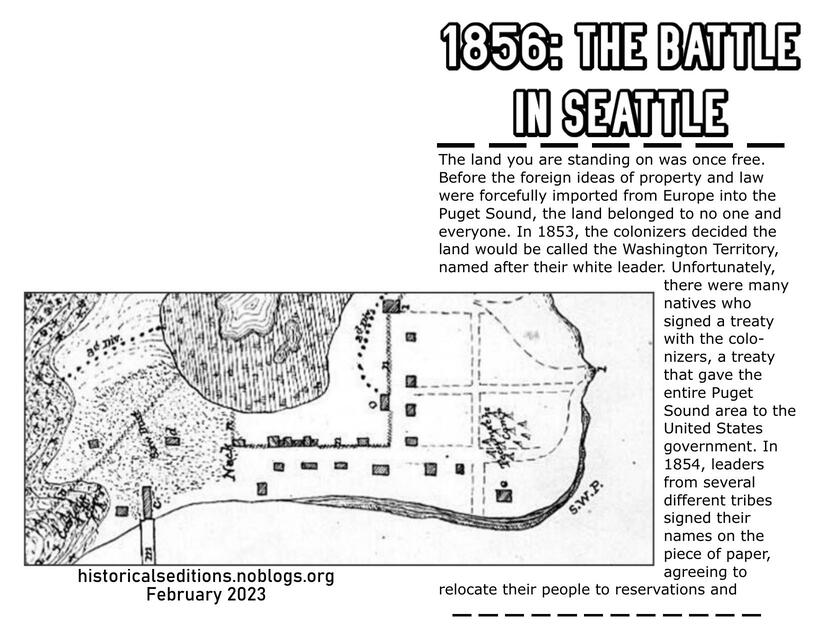 1856: THE BATTLE
IN SEATTLE
The land you are standing on was once free.
Before the foreign ideas of property and law
were forcefully imported from Europe into the
Puget Sound, the land belonged to no one and
everyone. In 1853, the colonizers decided the
land would be called the Washington Territory,
named after their white leader. Unfortunately,
there were many
natives who
signed a treaty
with the colo-
nizers, a treaty
that gave the
entire Puget
Sound area to the
United States
government. In
1854, leaders
from several
different tribes
signed their
names on the
piece of paper,
agreeing to
relocate their people to reservations and
Neck
S.W.P.
m
historicalseditions.noblogs.org
February 2023